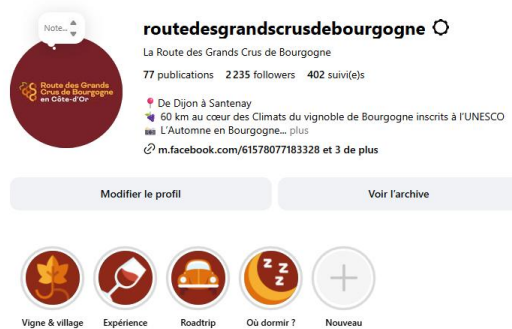 Note...
routedesgrandscrusdebourgogne
La Route des Grands Crus de Bourgogne
77 publications 2 235 followers 402 suivi(e)s
Route des Grands
Crus de Bourgogne
en Côte-d'Or
De Dijon à Santenay
60 km au cœur des Climats du vignoble de Bourgogne inscrits à l'UNESCO
L'Automne en Bourgogne... plus
m.facebook.com/61578077183328 et 3 de plus
Modifier le profil
Voir l'archive
z z z
Vigne & village
Expérience
Roadtrip
Où dormir ?
Nouveau